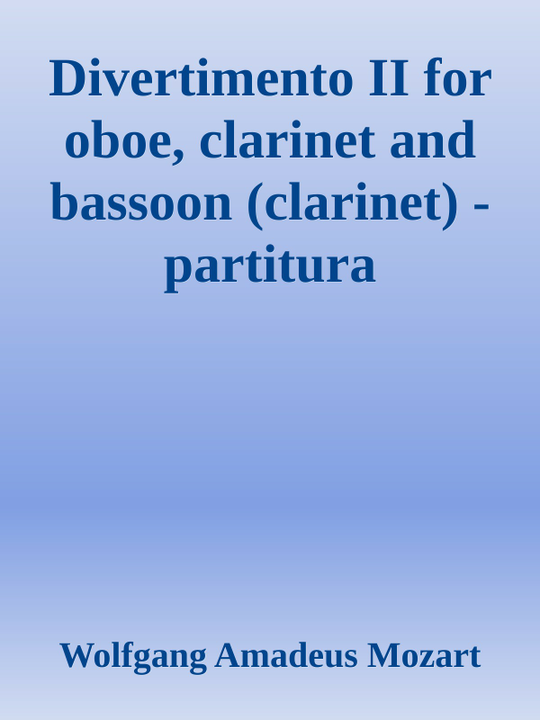 Divertimento II for
oboe, clarinet and
bassoon (clarinet) -
partitura
Wolfgang Amadeus Mozart